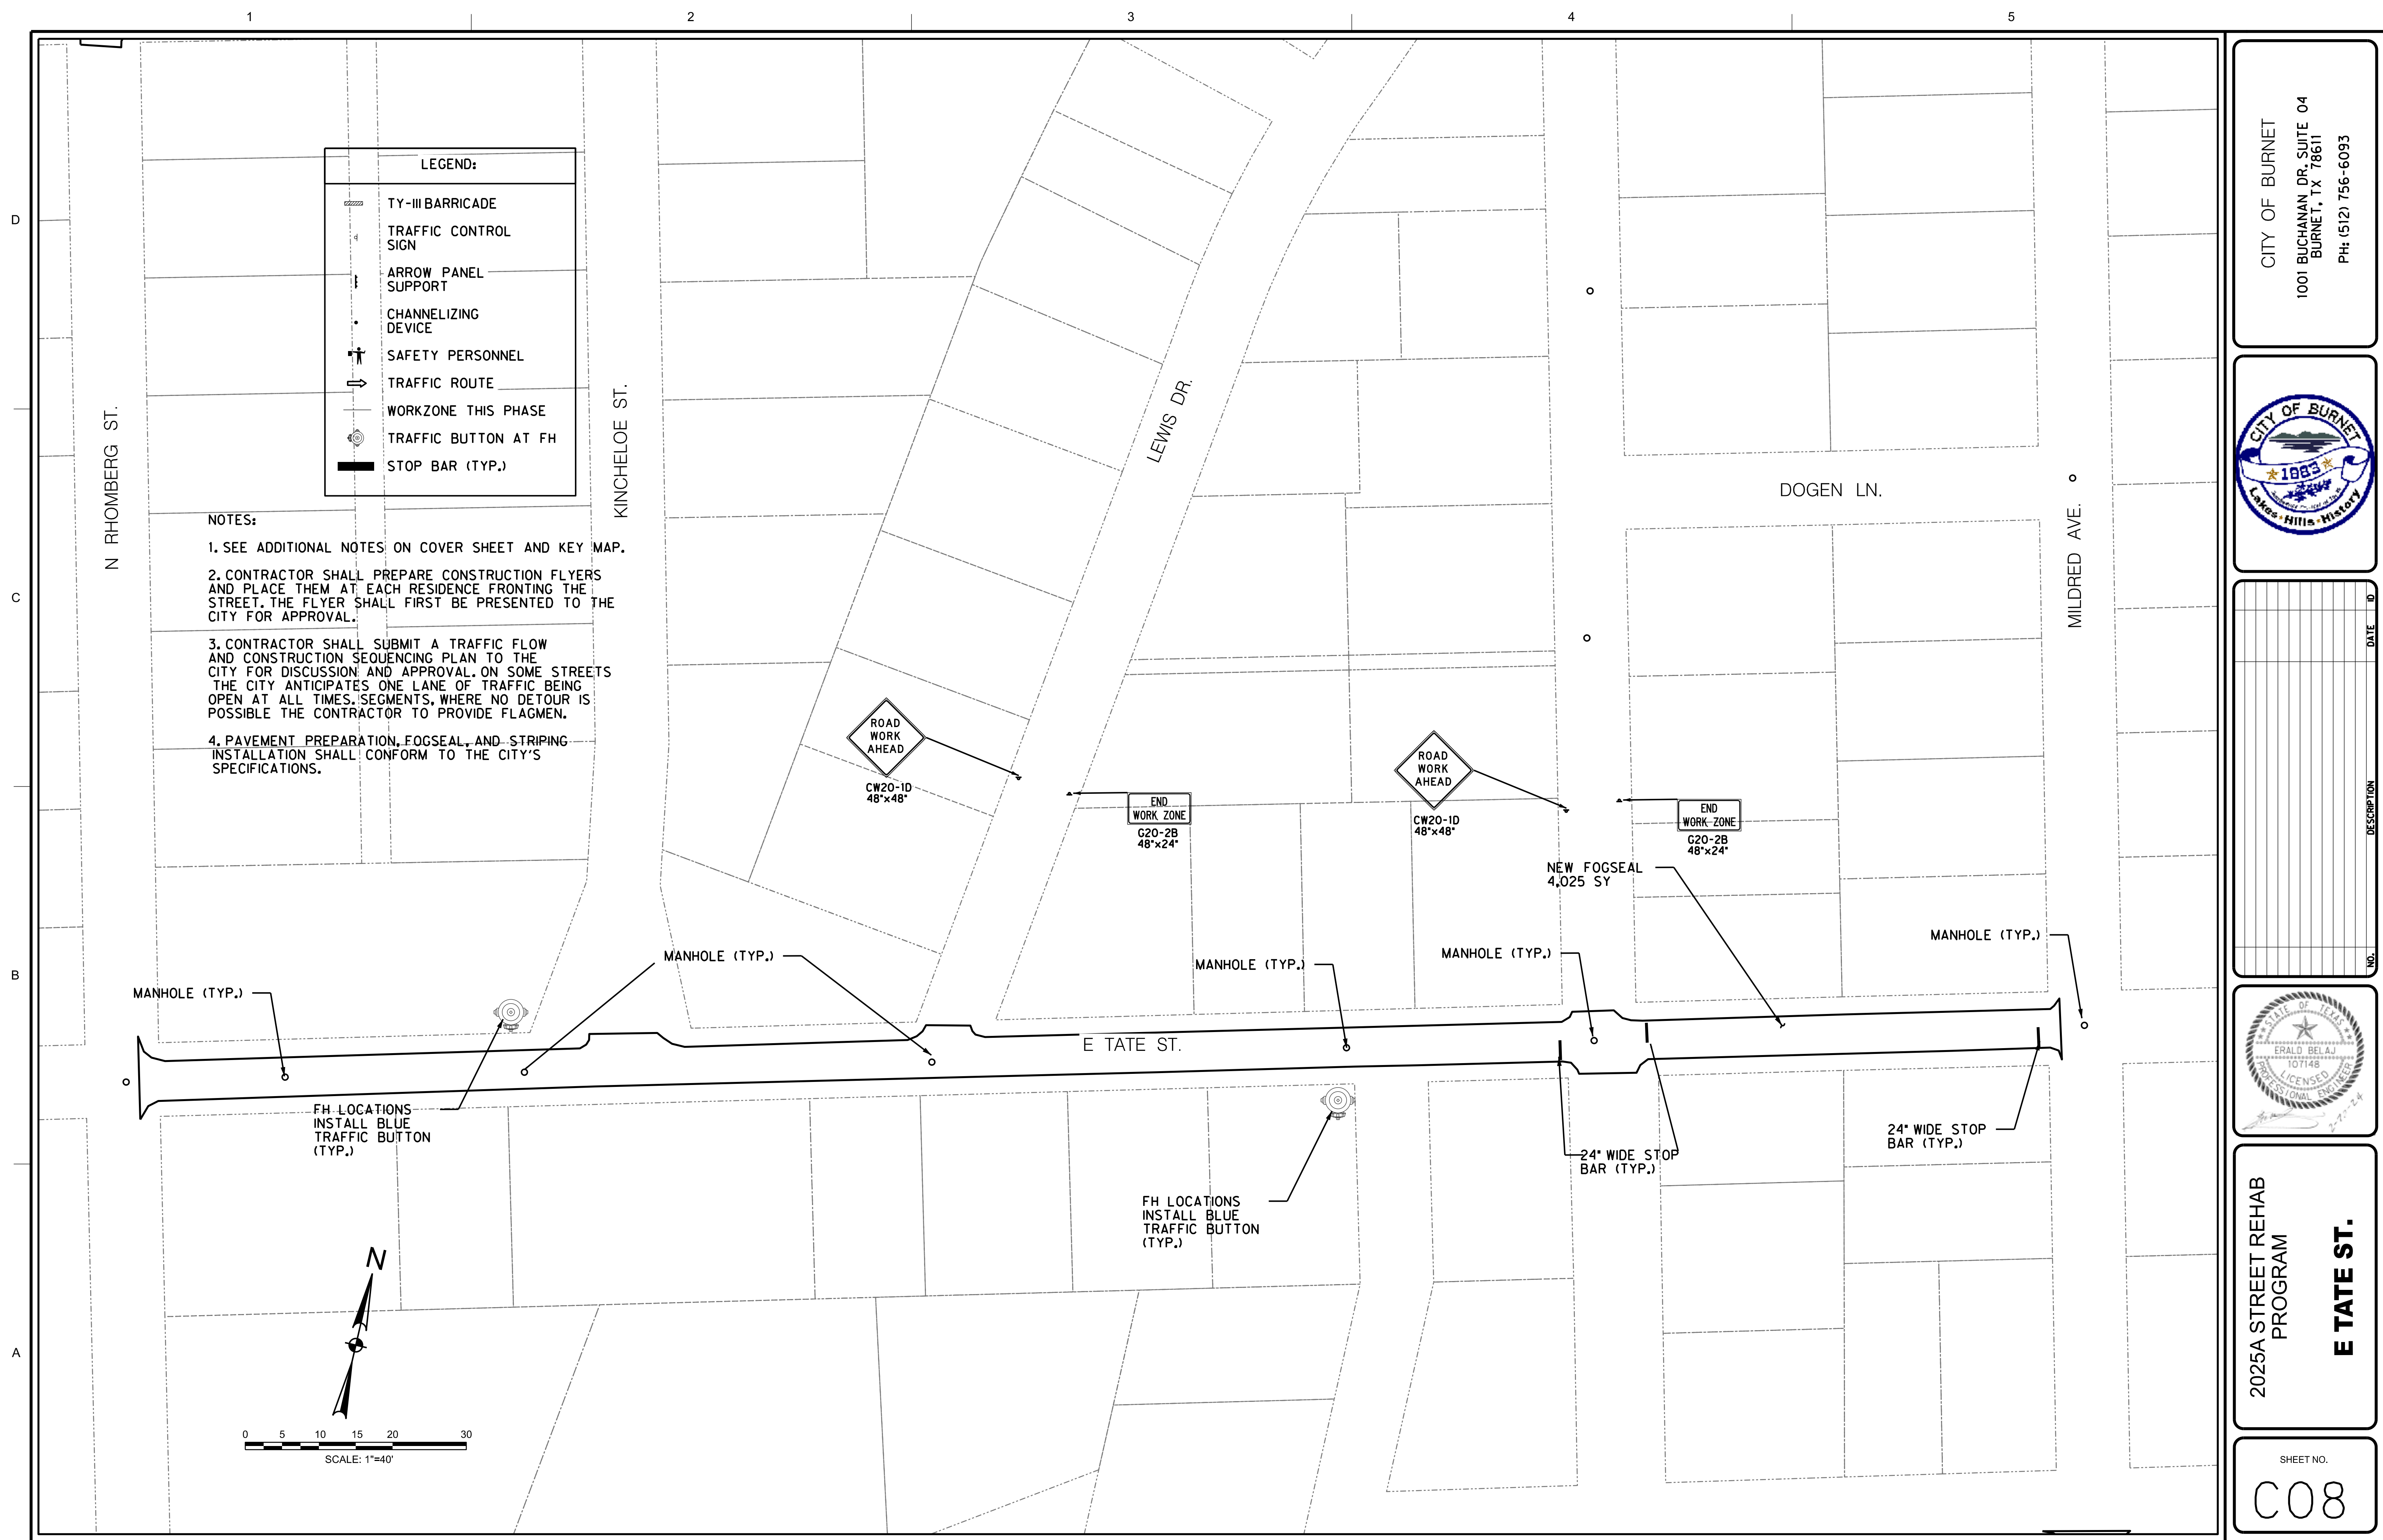 1
2
3
4
5
D
C
B
A
LEGEND:
TY-III BARRICADE
TRAFFIC CONTROL
SIGN
ARROW PANEL
SUPPORT
CHANNELIZING
DEVICE
SAFETY PERSONNEL
TRAFFIC ROUTE
WORKZONE THIS PHASE
TRAFFIC BUTTON AT FH
STOP BAR (TYP.)
NOTES:
1. SEE ADDITIONAL NOTES ON COVER SHEET AND KEY MAP.
2. CONTRACTOR SHALL PREPARE CONSTRUCTION FLYERS
AND PLACE THEM AT EACH RESIDENCE FRONTING THE
STREET. THE FLYER SHALL FIRST BE PRESENTED TO THE
CITY FOR APPROVAL.
3. CONTRACTOR SHALL SUBMIT A TRAFFIC FLOW
AND CONSTRUCTION SEQUENCING PLAN TO THE
CITY FOR DISCUSSION AND APPROVAL. ON SOME STREETS
THE CITY ANTICIPATES ONE LANE OF TRAFFIC BEING
OPEN AT ALL TIMES. SEGMENTS, WHERE NO DETOUR IS
POSSIBLE THE CONTRACTOR TO PROVIDE FLAGMEN.
4. PAVEMENT PREPARATION, FOGSEAL, AND STRIPING
INSTALLATION SHALL CONFORM TO THE CITY'S
SPECIFICATIONS.
N RHOMBERG ST.
KINCHELOE ST.
LEWIS DR.
DOGEN LN.
MILDRED AVE.
ROAD
WORK
AHEAD
CW20-1D
48"x48"
END
WORK ZONE
G20-2B
48"x24"
ROAD
WORK
AHEAD
CW20-1D
48"x48"
END
WORK ZONE
G20-2B
48"x24"
NEW FOGSEAL
4,025 SY
MANHOLE (TYP.)
MANHOLE (TYP.)
MANHOLE (TYP.)
MANHOLE (TYP.)
MANHOLE (TYP.)
E TATE ST.
FH LOCATIONS
INSTALL BLUE
TRAFFIC BUTTON
(TYP.)
FH LOCATIONS
INSTALL BLUE
TRAFFIC BUTTON
(TYP.)
24" WIDE STOP
BAR (TYP.)
24" WIDE STOP
BAR (TYP.)
N
0 5 10 15 20 30
SCALE: 1"=40'
CITY OF BURNET
1001 BUCHANAN DR. SUITE 04
BURNET, TX 78611
PH: (512) 756-6093
CITY OF BURNET
1883
Lakes Hills History
NO. DESCRIPTION DATE ID
STATE OF TEXAS
ERALD BELAJ
107148
LICENSED
PROFESSIONAL ENGINEER
2-20-24
2025A STREET REHAB
PROGRAM
E TATE ST.
SHEET NO.
C08